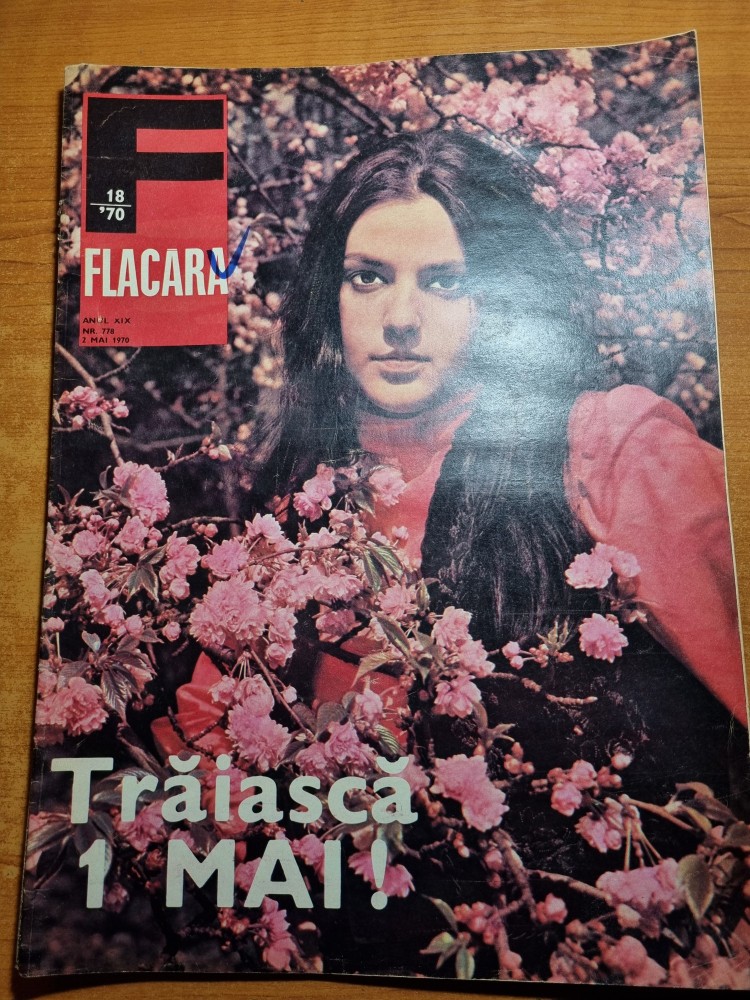 F
18
'70
FLACĂRA
ANUL XIX
NR. 778
2 MAI 1970
Trăiască
1 MAI!